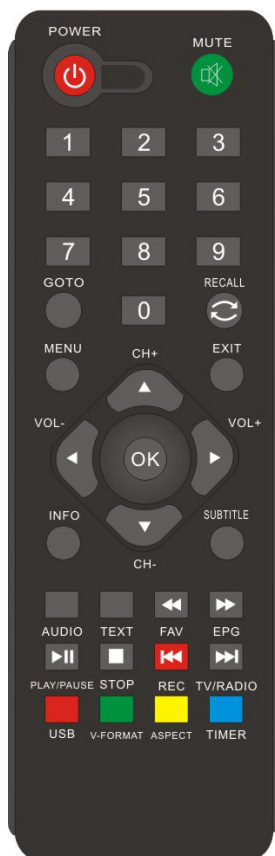 POWER
MUTE
1 2 3
4 5 6
7 8 9
GOTO RECALL
0
MENU CH+ EXIT
VOL- VOL+
OK
INFO SUBTITLE
CH-
AUDIO TEXT FAV EPG
PLAY/PAUSE STOP REC TV/RADIO
USB V-FORMAT ASPECT TIMER